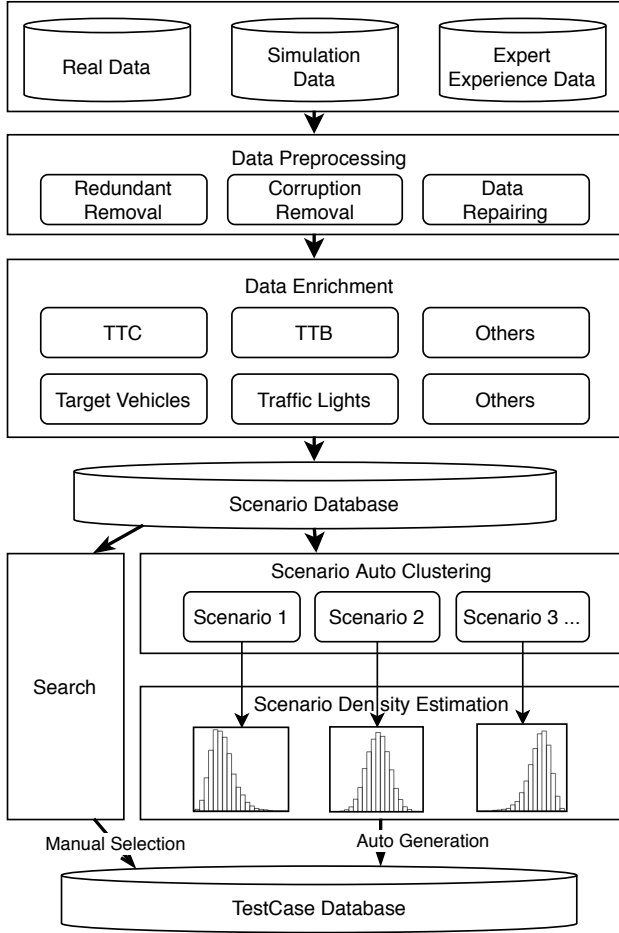 Real Data
Simulation
Data
Expert
Experience Data
Data Preprocessing
Redundant
Removal
Corruption
Removal
Data
Repairing
Data Enrichment
TTC
TTB
Others
Target Vehicles
Traffic Lights
Others
Scenario Database
Search
Scenario Auto Clustering
Scenario 1
Scenario 2
Scenario 3 ...
Scenario Density Estimation
Manual Selection
Auto Generation
TestCase Database